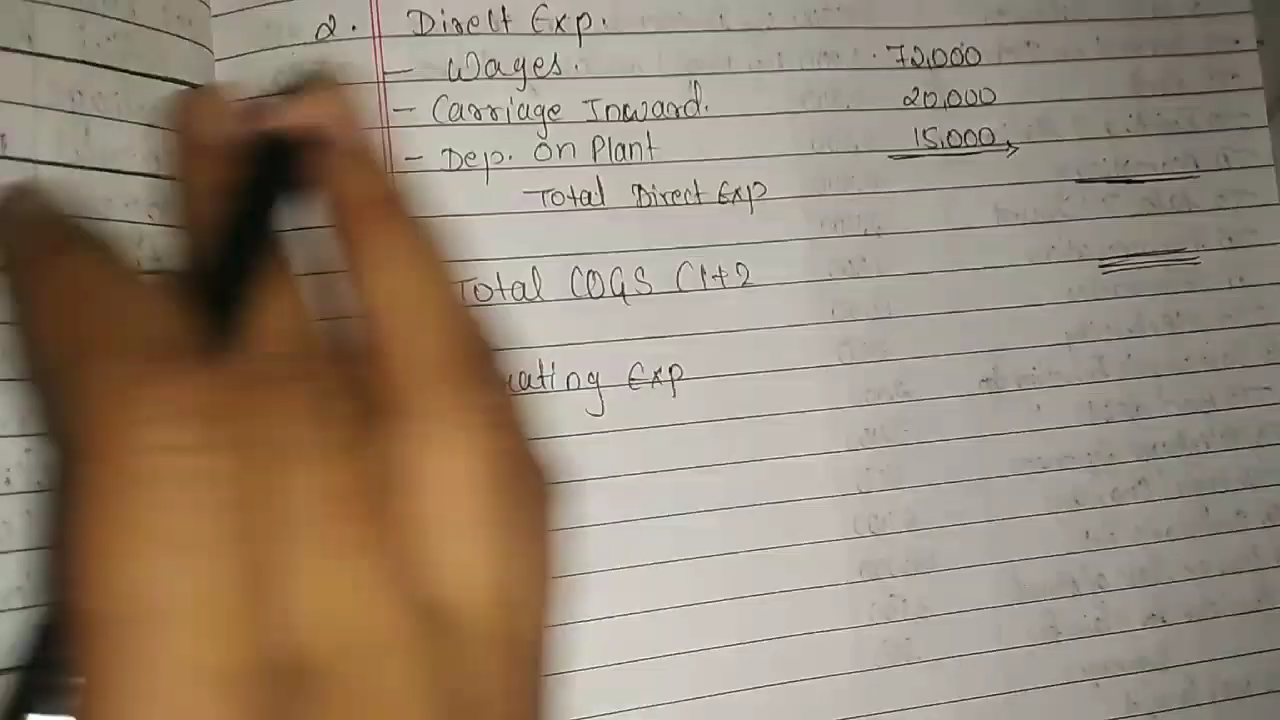 2. Direct Exp.
- Wages. 72,000
- Carriage Inward. 20,000
- Dep. On Plant 15,000
Total Direct Exp
Total COGS (1+2
Exp